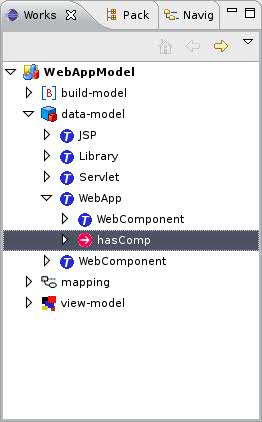 Works Pack Navig
WebAppModel
build-model
data-model
JSP
Library
Servlet
WebApp
WebComponent
hasComp
WebComponent
mapping
view-model